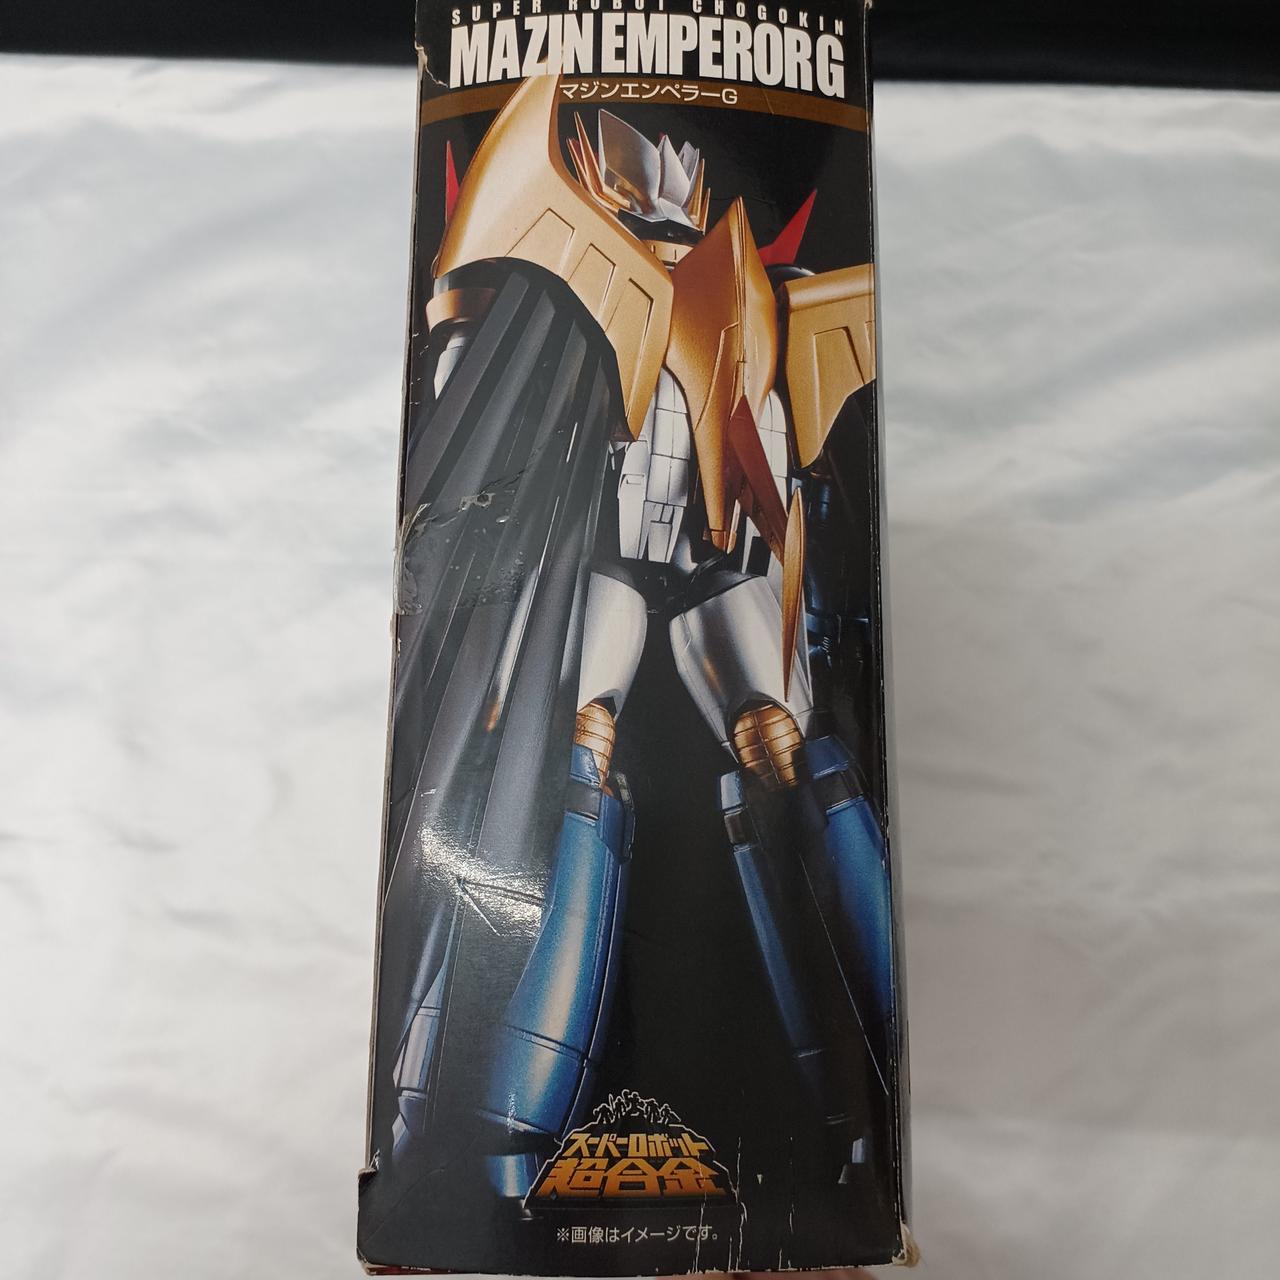 SUPER ROBOT CHOGOKIN
MAZIN EMPEROR G
マジンエンペラーG
スーパーロボット
超合金
※画像はイメージです。